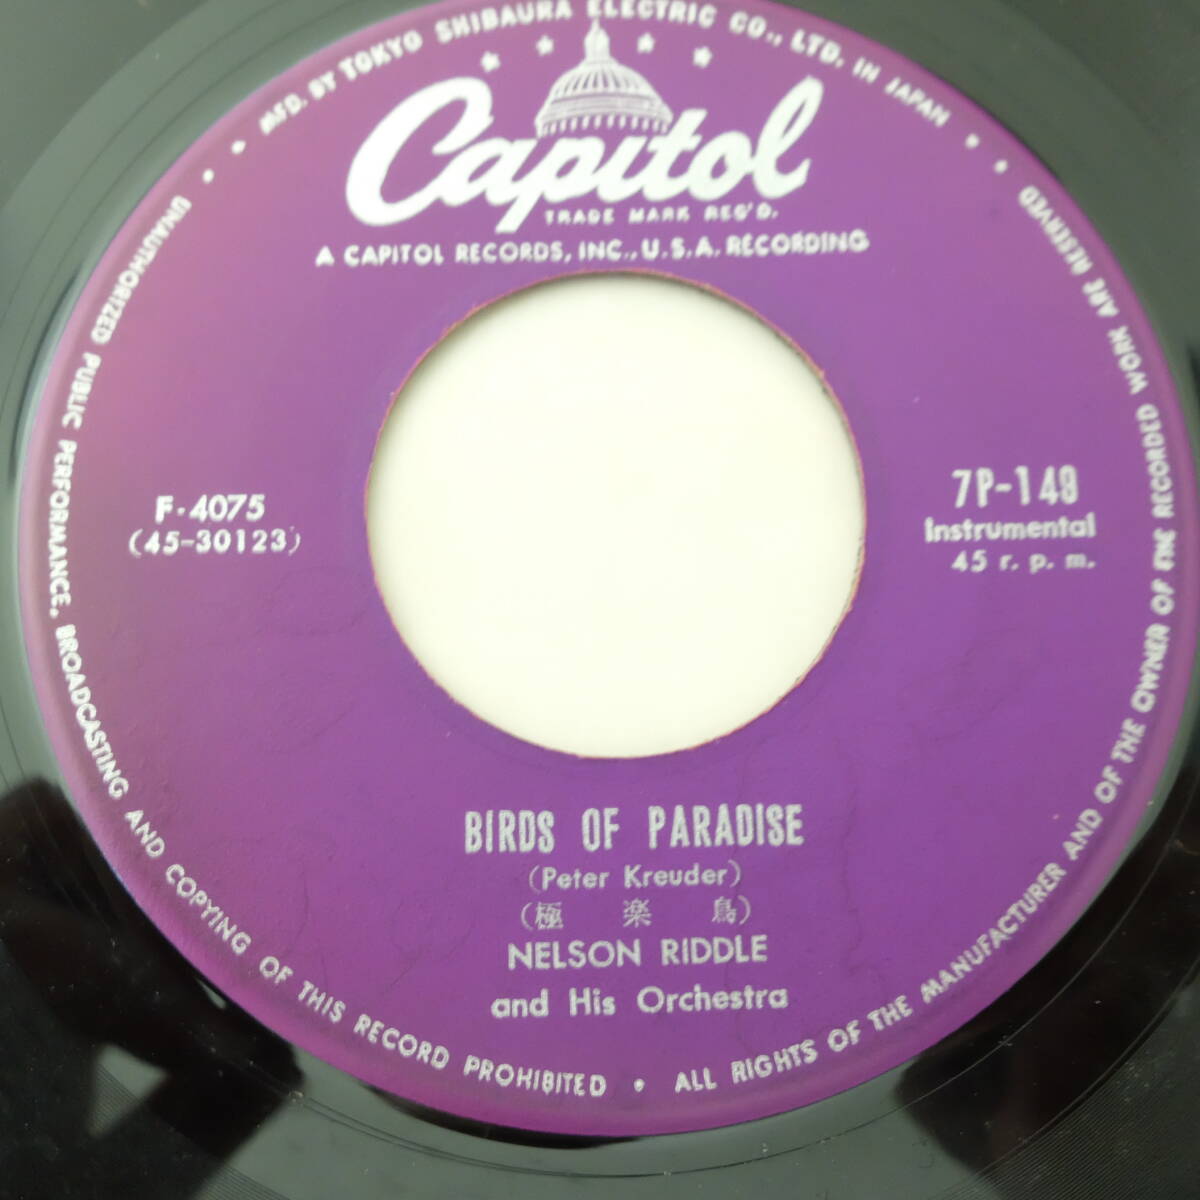 MFD. BY TOKYO SHIBAURA ELECTRIC CO., LTD. IN JAPAN
Capitol
TRADE MARK REG'D.
A CAPITOL RECORDS, INC., U.S.A. RECORDING
F・4075
(45-30123)
7P-149
Instrumental
45 r. p. m.
BIRDS OF PARADISE
(Peter Kreuder)
(極楽鳥)
NELSON RIDDLE
and His Orchestra
UNAUTHORIZED PUBLIC PERFORMANCE, BROADCASTING AND COPYING OF THIS RECORD PROHIBITED • ALL RIGHTS OF THE MANUFACTURER AND OF THE OWNER OF THE RECORDED WORK ARE RESERVED